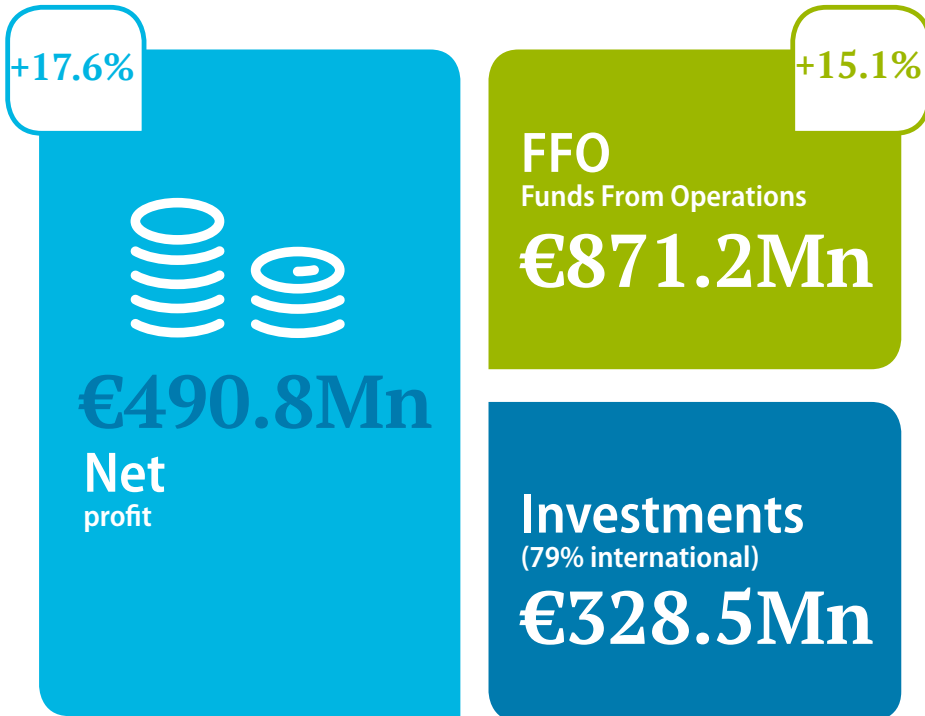 +17.6%
€490.8Mn
Net
profit
+15.1%
FFO
Funds From Operations
€871.2Mn
Investments
(79% international)
€328.5Mn